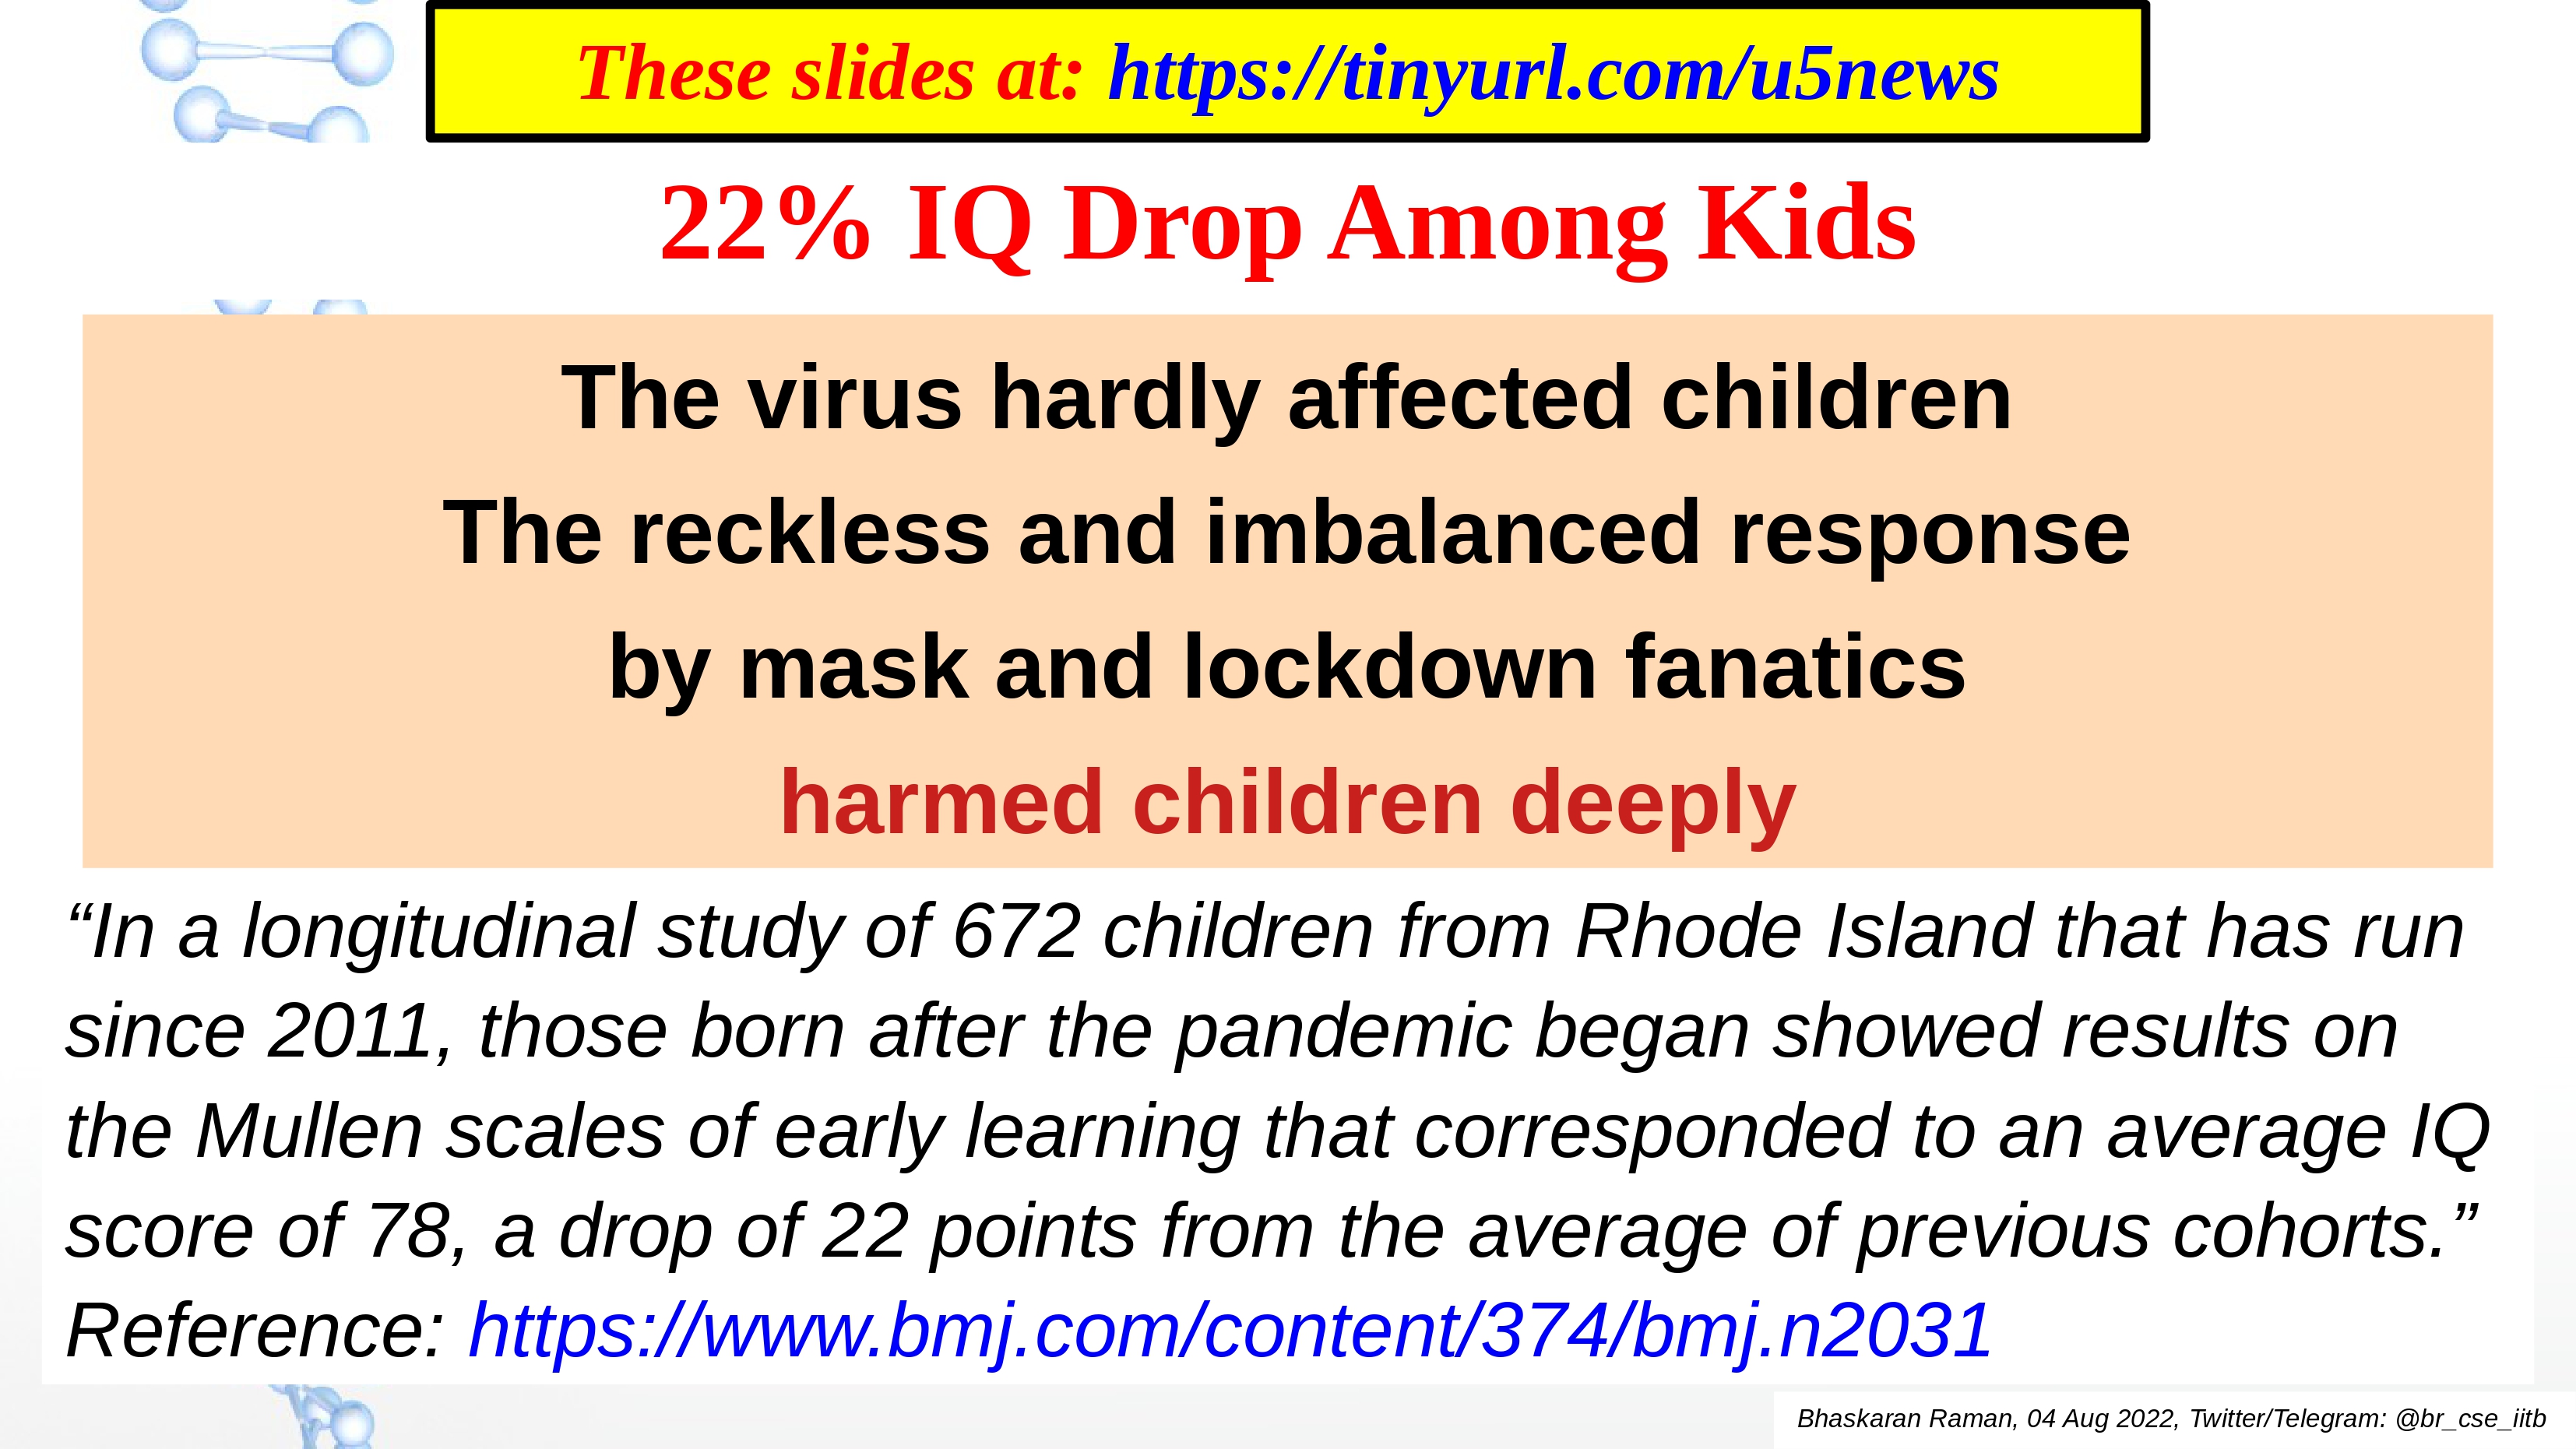 These slides at: https://tinyurl.com/u5news
22% IQ Drop Among Kids
The virus hardly affected children
The reckless and imbalanced response
by mask and lockdown fanatics
harmed children deeply
“In a longitudinal study of 672 children from Rhode Island that has run
since 2011, those born after the pandemic began showed results on
the Mullen scales of early learning that corresponded to an average IQ
score of 78, a drop of 22 points from the average of previous cohorts.”
Reference: https://www.bmj.com/content/374/bmj.n2031
Bhaskaran Raman, 04 Aug 2022, Twitter/Telegram: @br_cse_iitb